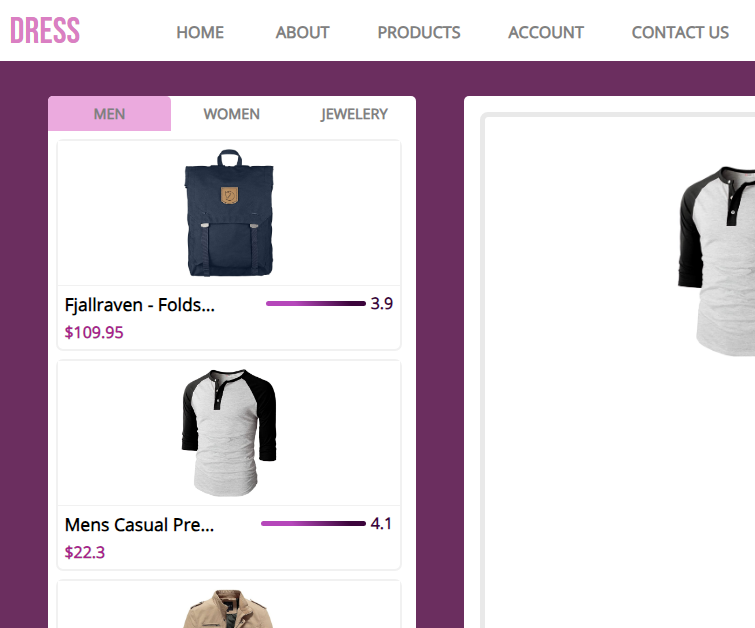 DRESS
HOME
ABOUT
PRODUCTS
ACCOUNT
CONTACT US
MEN
WOMEN
JEWELERY
Fjallraven - Folds...
3.9
$109.95
Mens Casual Pre...
4.1
$22.3